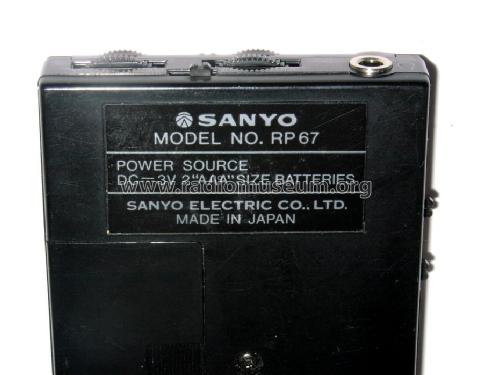 SANYO
MODEL NO. RP67
POWER SOURCE
DC—3V 2"AAA"SIZE BATTERIES
www.radiomuseum.org
SANYO ELECTRIC CO., LTD.
MADE IN JAPAN